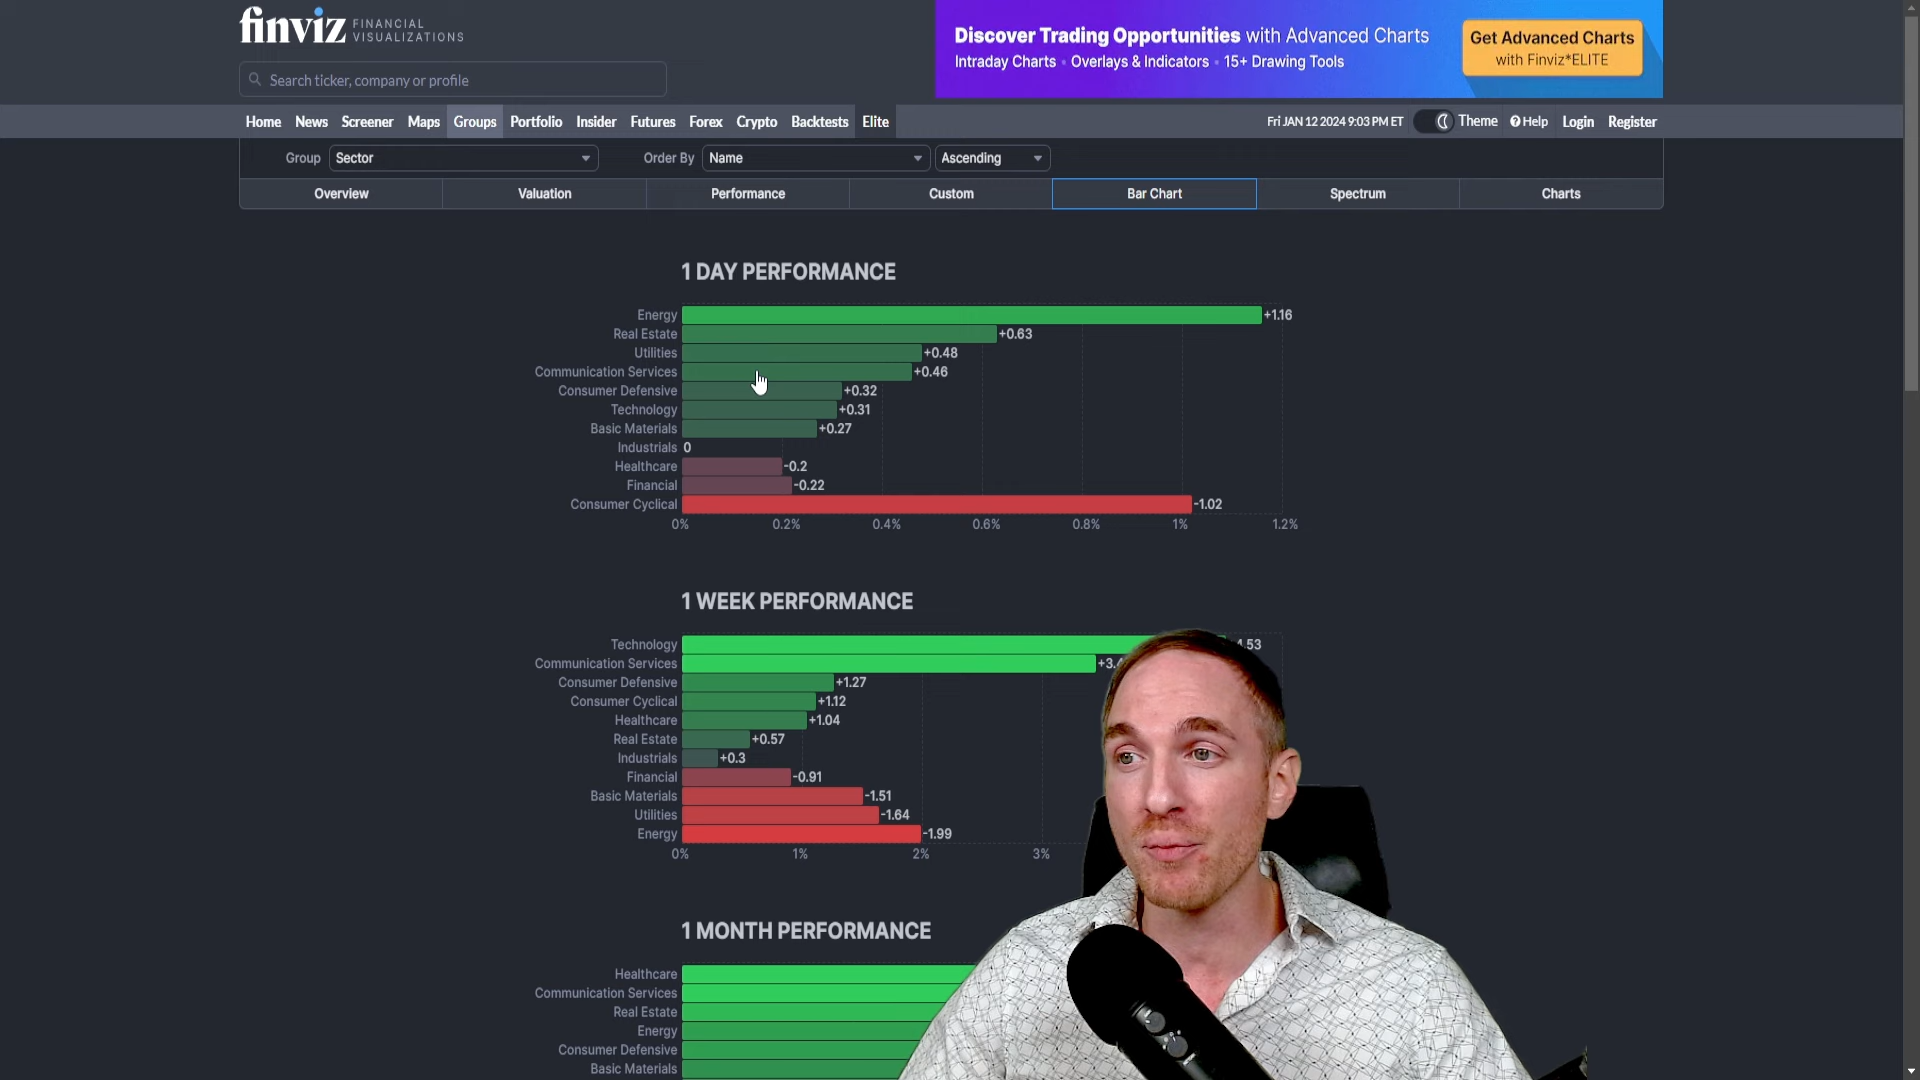 finviz FINANCIAL VISUALIZATIONS
Discover Trading Opportunities with Advanced Charts
Intraday Charts · Overlays & Indicators · 15+ Drawing Tools
Get Advanced Charts
with Finviz*ELITE
Search ticker, company or profile
Home News Screener Maps Groups Portfolio Insider Futures Forex Crypto Backtests Elite Fri JAN 12 2024 9:03 PM ET Theme Help Login Register
Group Sector Order By Name Ascending
Overview Valuation Performance Custom Bar Chart Spectrum Charts
1 DAY PERFORMANCE
Energy +1.16
Real Estate +0.63
Utilities +0.48
Communication Services +0.46
Consumer Defensive +0.32
Technology +0.31
Basic Materials +0.27
Industrials 0
Healthcare -0.2
Financial -0.22
Consumer Cyclical -1.02
0% 0.2% 0.4% 0.6% 0.8% 1% 1.2%
1 WEEK PERFORMANCE
Technology 4.53
Communication Services +3.4
Consumer Defensive +1.27
Consumer Cyclical +1.12
Healthcare +1.04
Real Estate +0.57
Industrials +0.3
Financial -0.91
Basic Materials -1.51
Utilities -1.64
Energy -1.99
0% 1% 2% 3%
1 MONTH PERFORMANCE
Healthcare
Communication Services
Real Estate
Energy
Consumer Defensive
Basic Materials